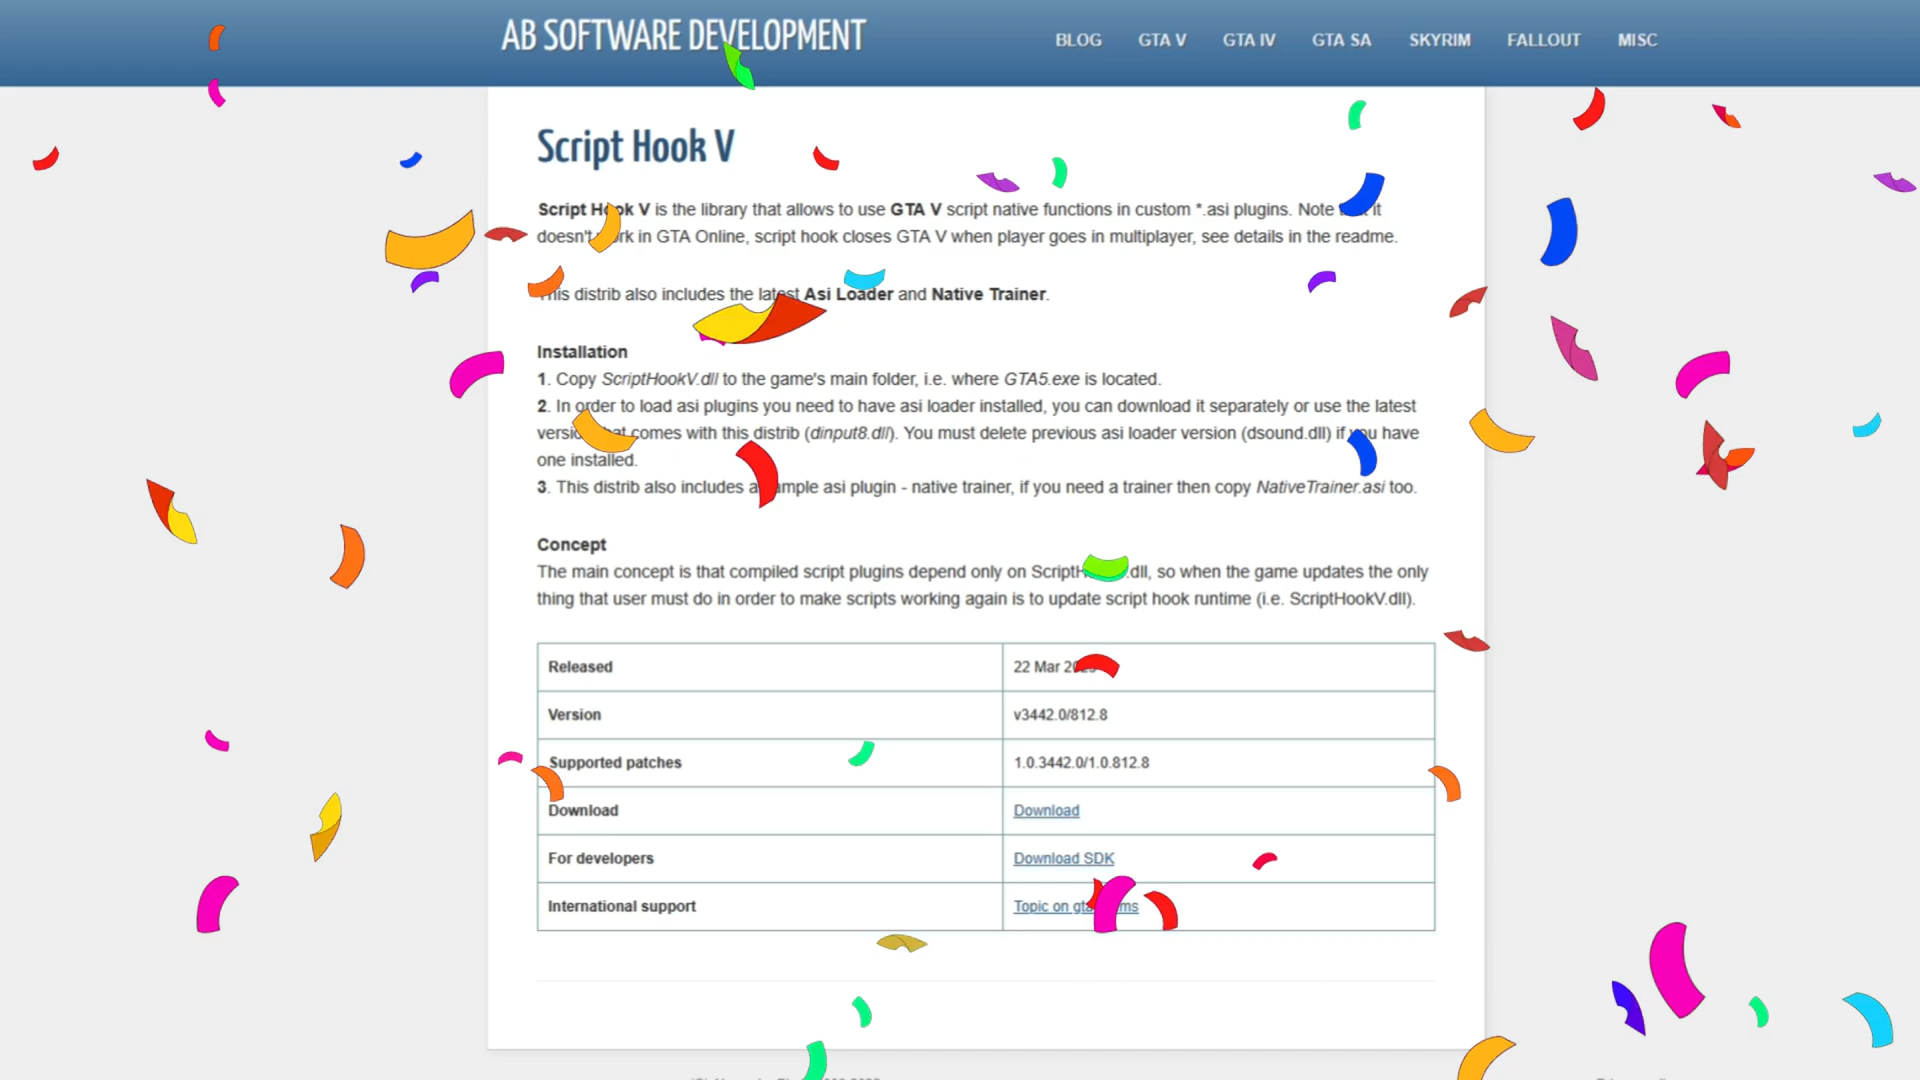 AB SOFTWARE DEVELOPMENT
BLOG GTA V GTA IV GTA SA SKYRIM FALLOUT MISC
Script Hook V
Script Hook V is the library that allows to use GTA V script native functions in custom *.asi plugins. Note it
doesn't work in GTA Online, script hook closes GTA V when player goes in multiplayer, see details in the readme.
This distrib also includes the latest Asi Loader and Native Trainer.
Installation
1. Copy ScriptHookV.dll to the game's main folder, i.e. where GTA5.exe is located.
2. In order to load asi plugins you need to have asi loader installed, you can download it separately or use the latest
version that comes with this distrib (dinput8.dll). You must delete previous asi loader version (dsound.dll) if you have
one installed.
3. This distrib also includes a sample asi plugin - native trainer, if you need a trainer then copy NativeTrainer.asi too.
Concept
The main concept is that compiled script plugins depend only on ScriptHookV.dll, so when the game updates the only
thing that user must do in order to make scripts working again is to update script hook runtime (i.e. ScriptHookV.dll).
Released 22 Mar
Version v3442.0/812.8
Supported patches 1.0.3442.0/1.0.812.8
Download Download
For developers Download SDK
International support Topic on